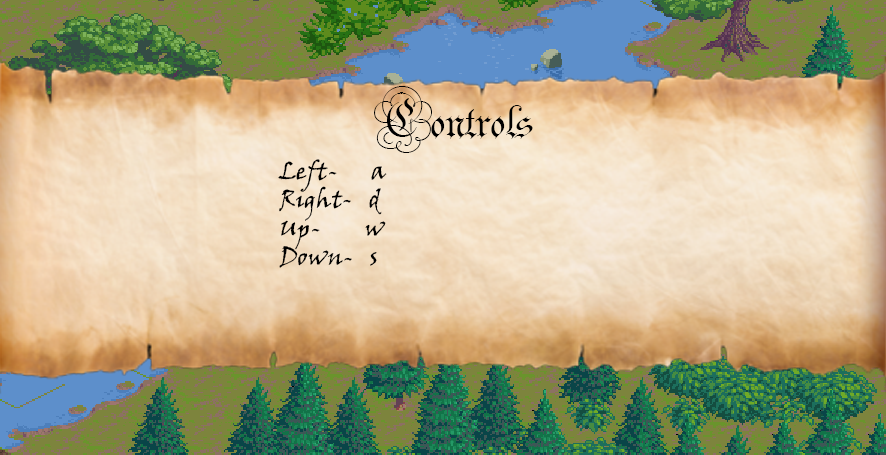 Controls
Left- a
Right- d
Up- w
Down- s